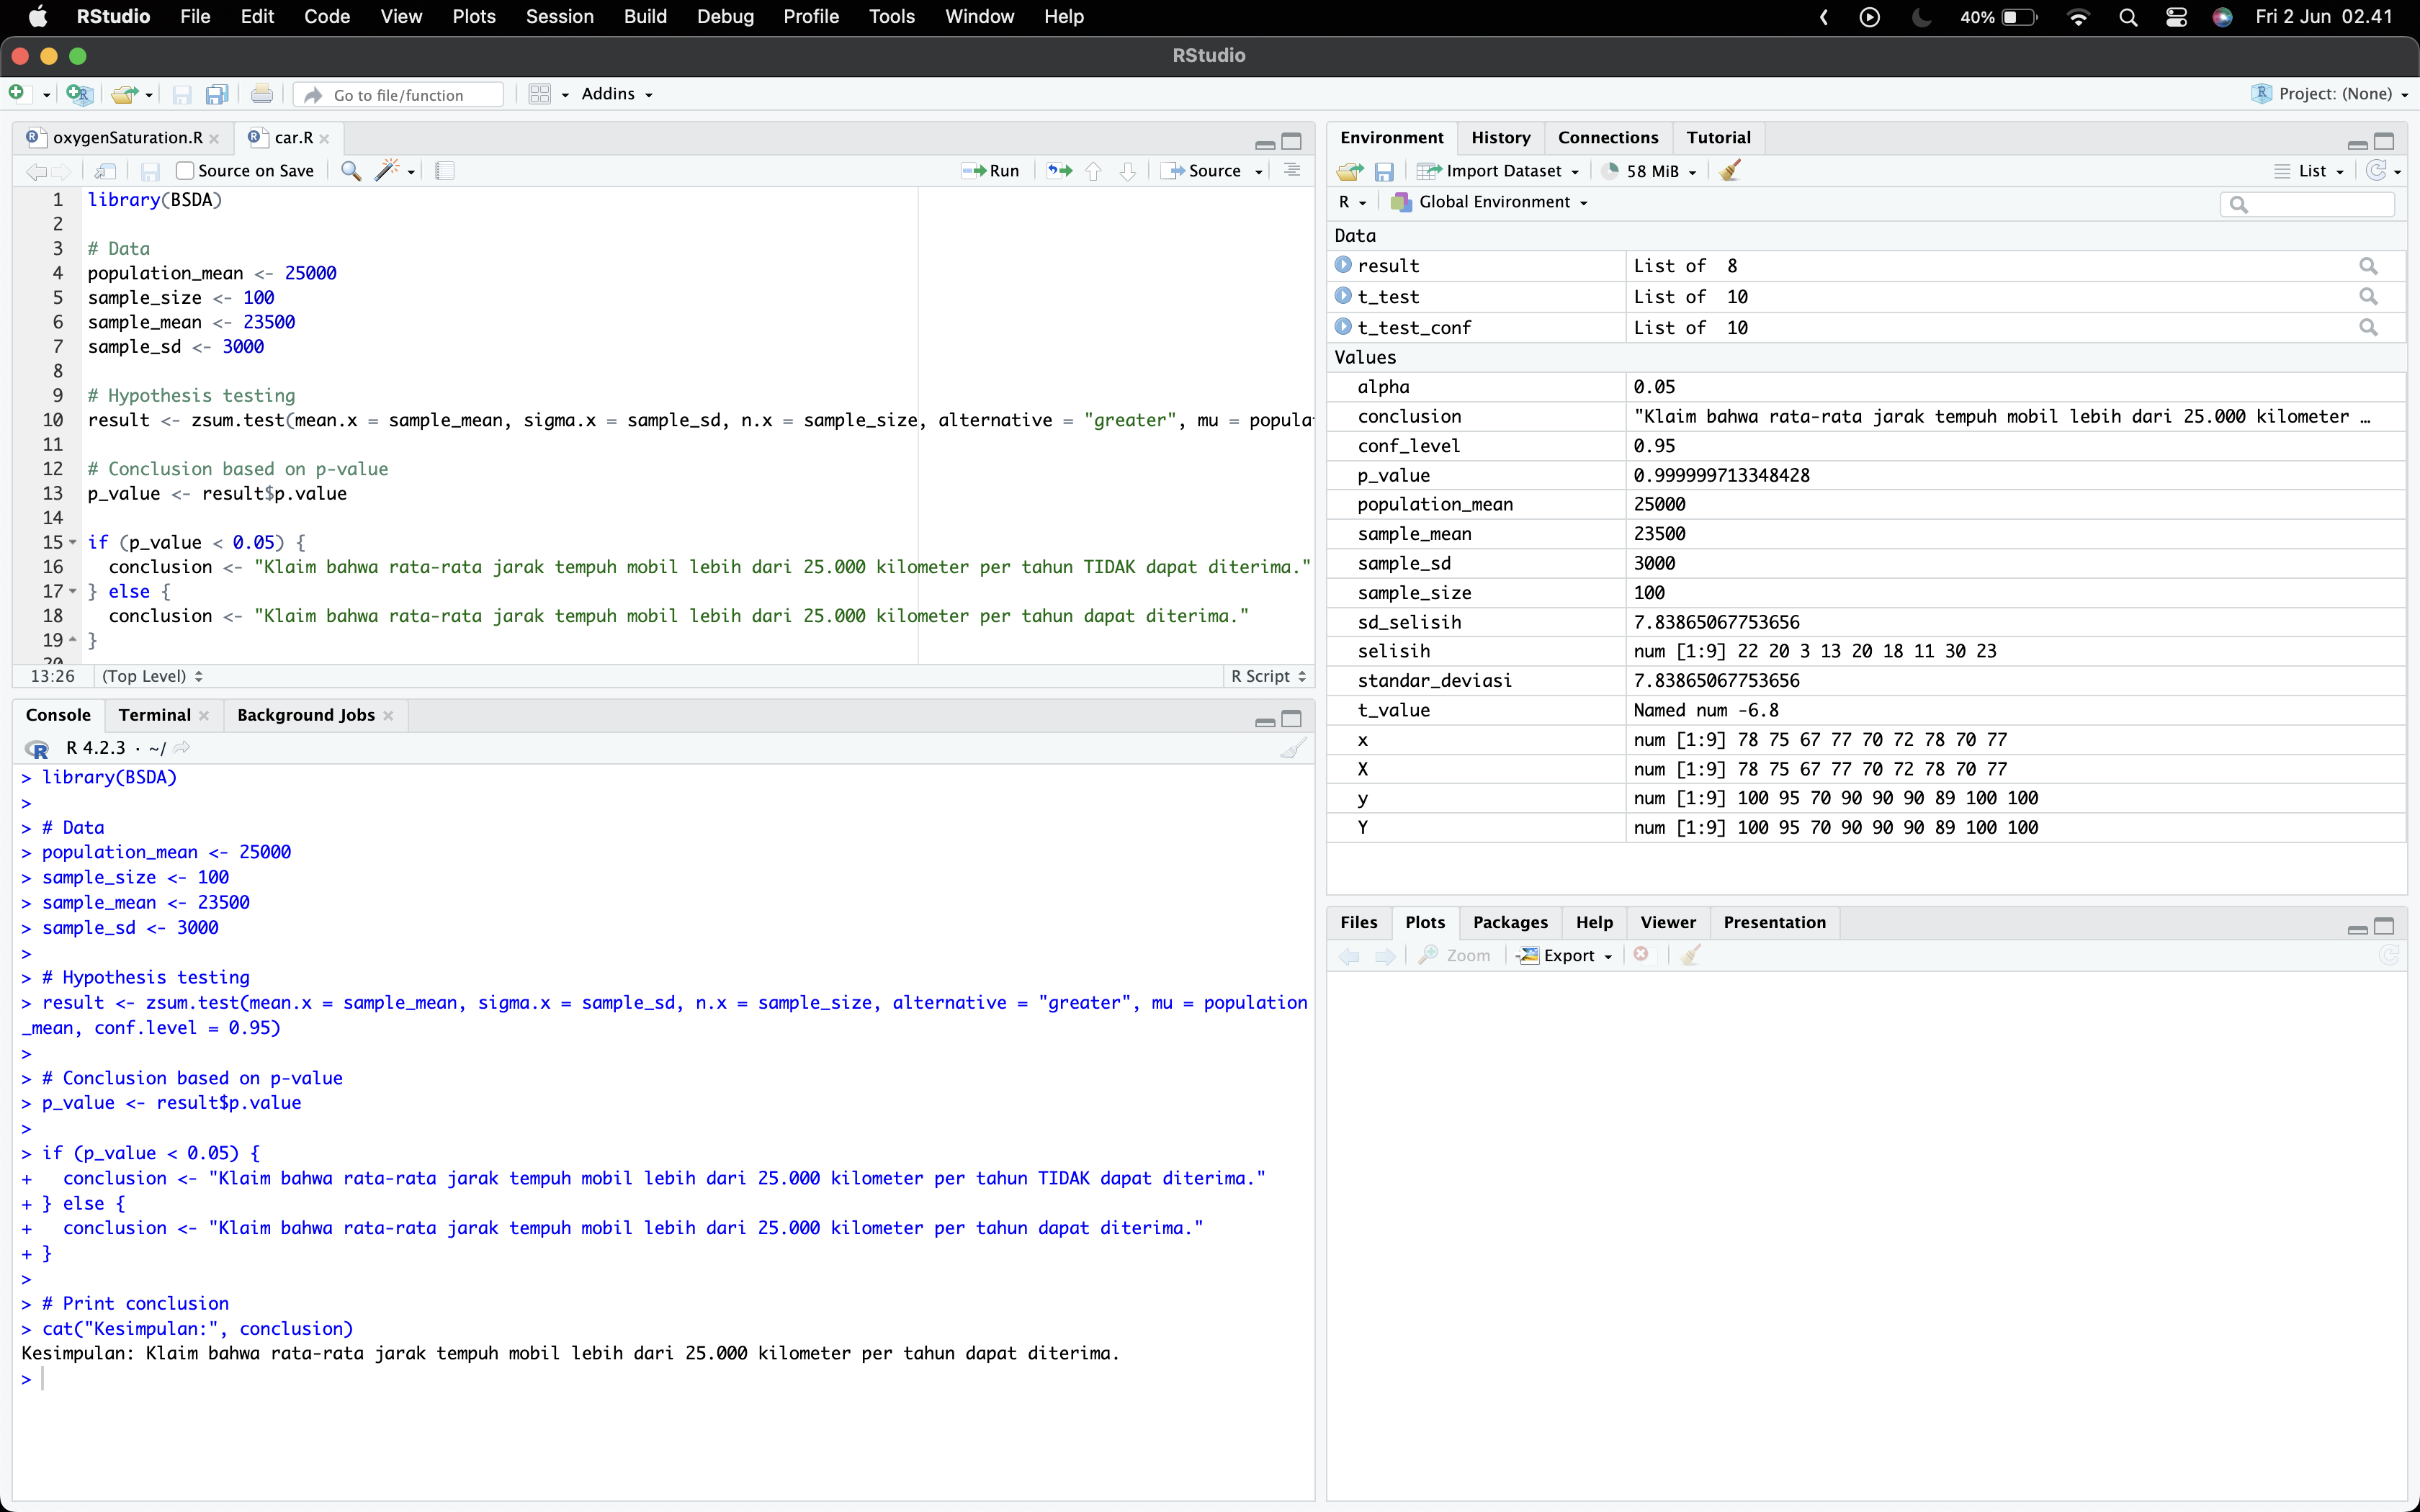 RStudio File Edit Code View Plots Session Build Debug Profile Tools Window Help 40% Fri 2 Jun 02.41
RStudio
Go to file/function Addins Project: (None)
oxygenSaturation.R car.R
Source on Save Run Source
1 library(BSDA)
2
3 # Data
4 population_mean <- 25000
5 sample_size <- 100
6 sample_mean <- 23500
7 sample_sd <- 3000
8
9 # Hypothesis testing
10 result <- zsum.test(mean.x = sample_mean, sigma.x = sample_sd, n.x = sample_size, alternative = "greater", mu = popula
11
12 # Conclusion based on p-value
13 p_value <- result$p.value
14
15 if (p_value < 0.05) {
16 conclusion <- "Klaim bahwa rata-rata jarak tempuh mobil lebih dari 25.000 kilometer per tahun TIDAK dapat diterima."
17 } else {
18 conclusion <- "Klaim bahwa rata-rata jarak tempuh mobil lebih dari 25.000 kilometer per tahun dapat diterima."
19 }
20
13:26 (Top Level) R Script
Console Terminal Background Jobs
R 4.2.3 · ~/
> library(BSDA)
>
> # Data
> population_mean <- 25000
> sample_size <- 100
> sample_mean <- 23500
> sample_sd <- 3000
>
> # Hypothesis testing
> result <- zsum.test(mean.x = sample_mean, sigma.x = sample_sd, n.x = sample_size, alternative = "greater", mu = population
_mean, conf.level = 0.95)
>
> # Conclusion based on p-value
> p_value <- result$p.value
>
> if (p_value < 0.05) {
+ conclusion <- "Klaim bahwa rata-rata jarak tempuh mobil lebih dari 25.000 kilometer per tahun TIDAK dapat diterima."
+ } else {
+ conclusion <- "Klaim bahwa rata-rata jarak tempuh mobil lebih dari 25.000 kilometer per tahun dapat diterima."
+ }
>
> # Print conclusion
> cat("Kesimpulan:", conclusion)
Kesimpulan: Klaim bahwa rata-rata jarak tempuh mobil lebih dari 25.000 kilometer per tahun dapat diterima.
>
Environment History Connections Tutorial
Import Dataset 58 MiB List
R Global Environment
Data
result List of 8
t_test List of 10
t_test_conf List of 10
Values
alpha 0.05
conclusion "Klaim bahwa rata-rata jarak tempuh mobil lebih dari 25.000 kilometer …
conf_level 0.95
p_value 0.999999713348428
population_mean 25000
sample_mean 23500
sample_sd 3000
sample_size 100
sd_selisih 7.83865067753656
selisih num [1:9] 22 20 3 13 20 18 11 30 23
standar_deviasi 7.83865067753656
t_value Named num -6.8
x num [1:9] 78 75 67 77 70 72 78 70 77
X num [1:9] 78 75 67 77 70 72 78 70 77
y num [1:9] 100 95 70 90 90 90 89 100 100
Y num [1:9] 100 95 70 90 90 90 89 100 100
Files Plots Packages Help Viewer Presentation
Zoom Export